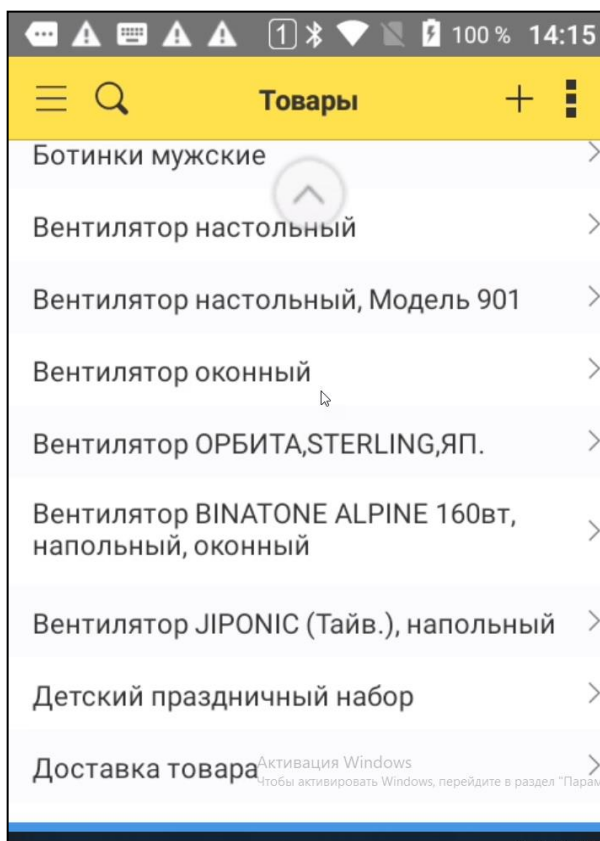 1 100 % 14:15
Товары
Ботинки мужские
Вентилятор настольный
Вентилятор настольный, Модель 901
Вентилятор оконный
Вентилятор ОРБИТА,STERLING,ЯП.
Вентилятор BINATONE ALPINE 160вт,
напольный, оконный
Вентилятор JIPONIC (Тайв.), напольный
Детский праздничный набор
Доставка товара
Активация Windows
Чтобы активировать Windows, перейдите в раздел "Парам